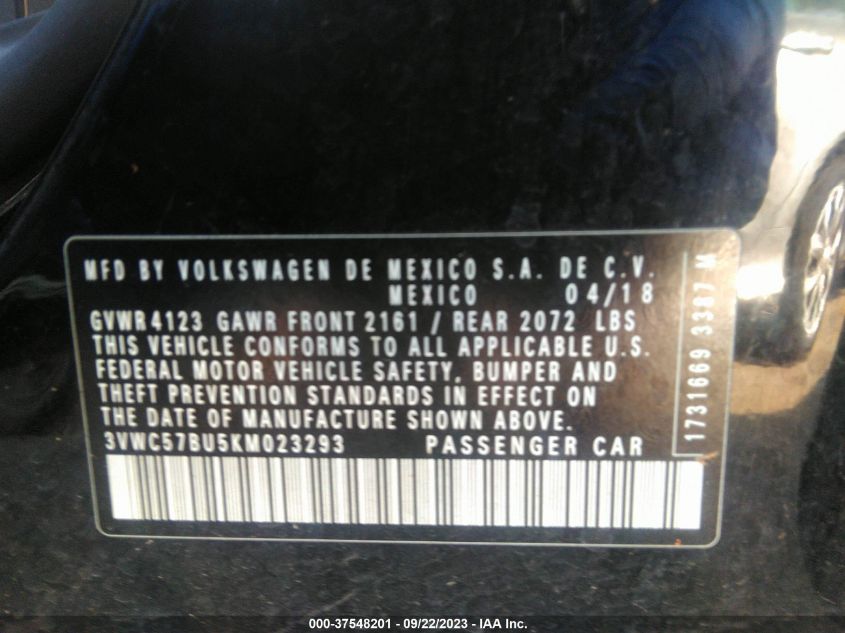 MFD BY VOLKSWAGEN DE MEXICO S.A. DE C.V.
MEXICO 04/18
GVWR 4123 GAWR FRONT 2161 / REAR 2072 LBS
THIS VEHICLE CONFORMS TO ALL APPLICABLE U.S.
FEDERAL MOTOR VEHICLE SAFETY, BUMPER AND
THEFT PREVENTION STANDARDS IN EFFECT ON
THE DATE OF MANUFACTURE SHOWN ABOVE.
3VWC57BU5KM023293 PASSENGER CAR
1731669 3387 M
000-37548201 - 09/22/2023 - IAA Inc.